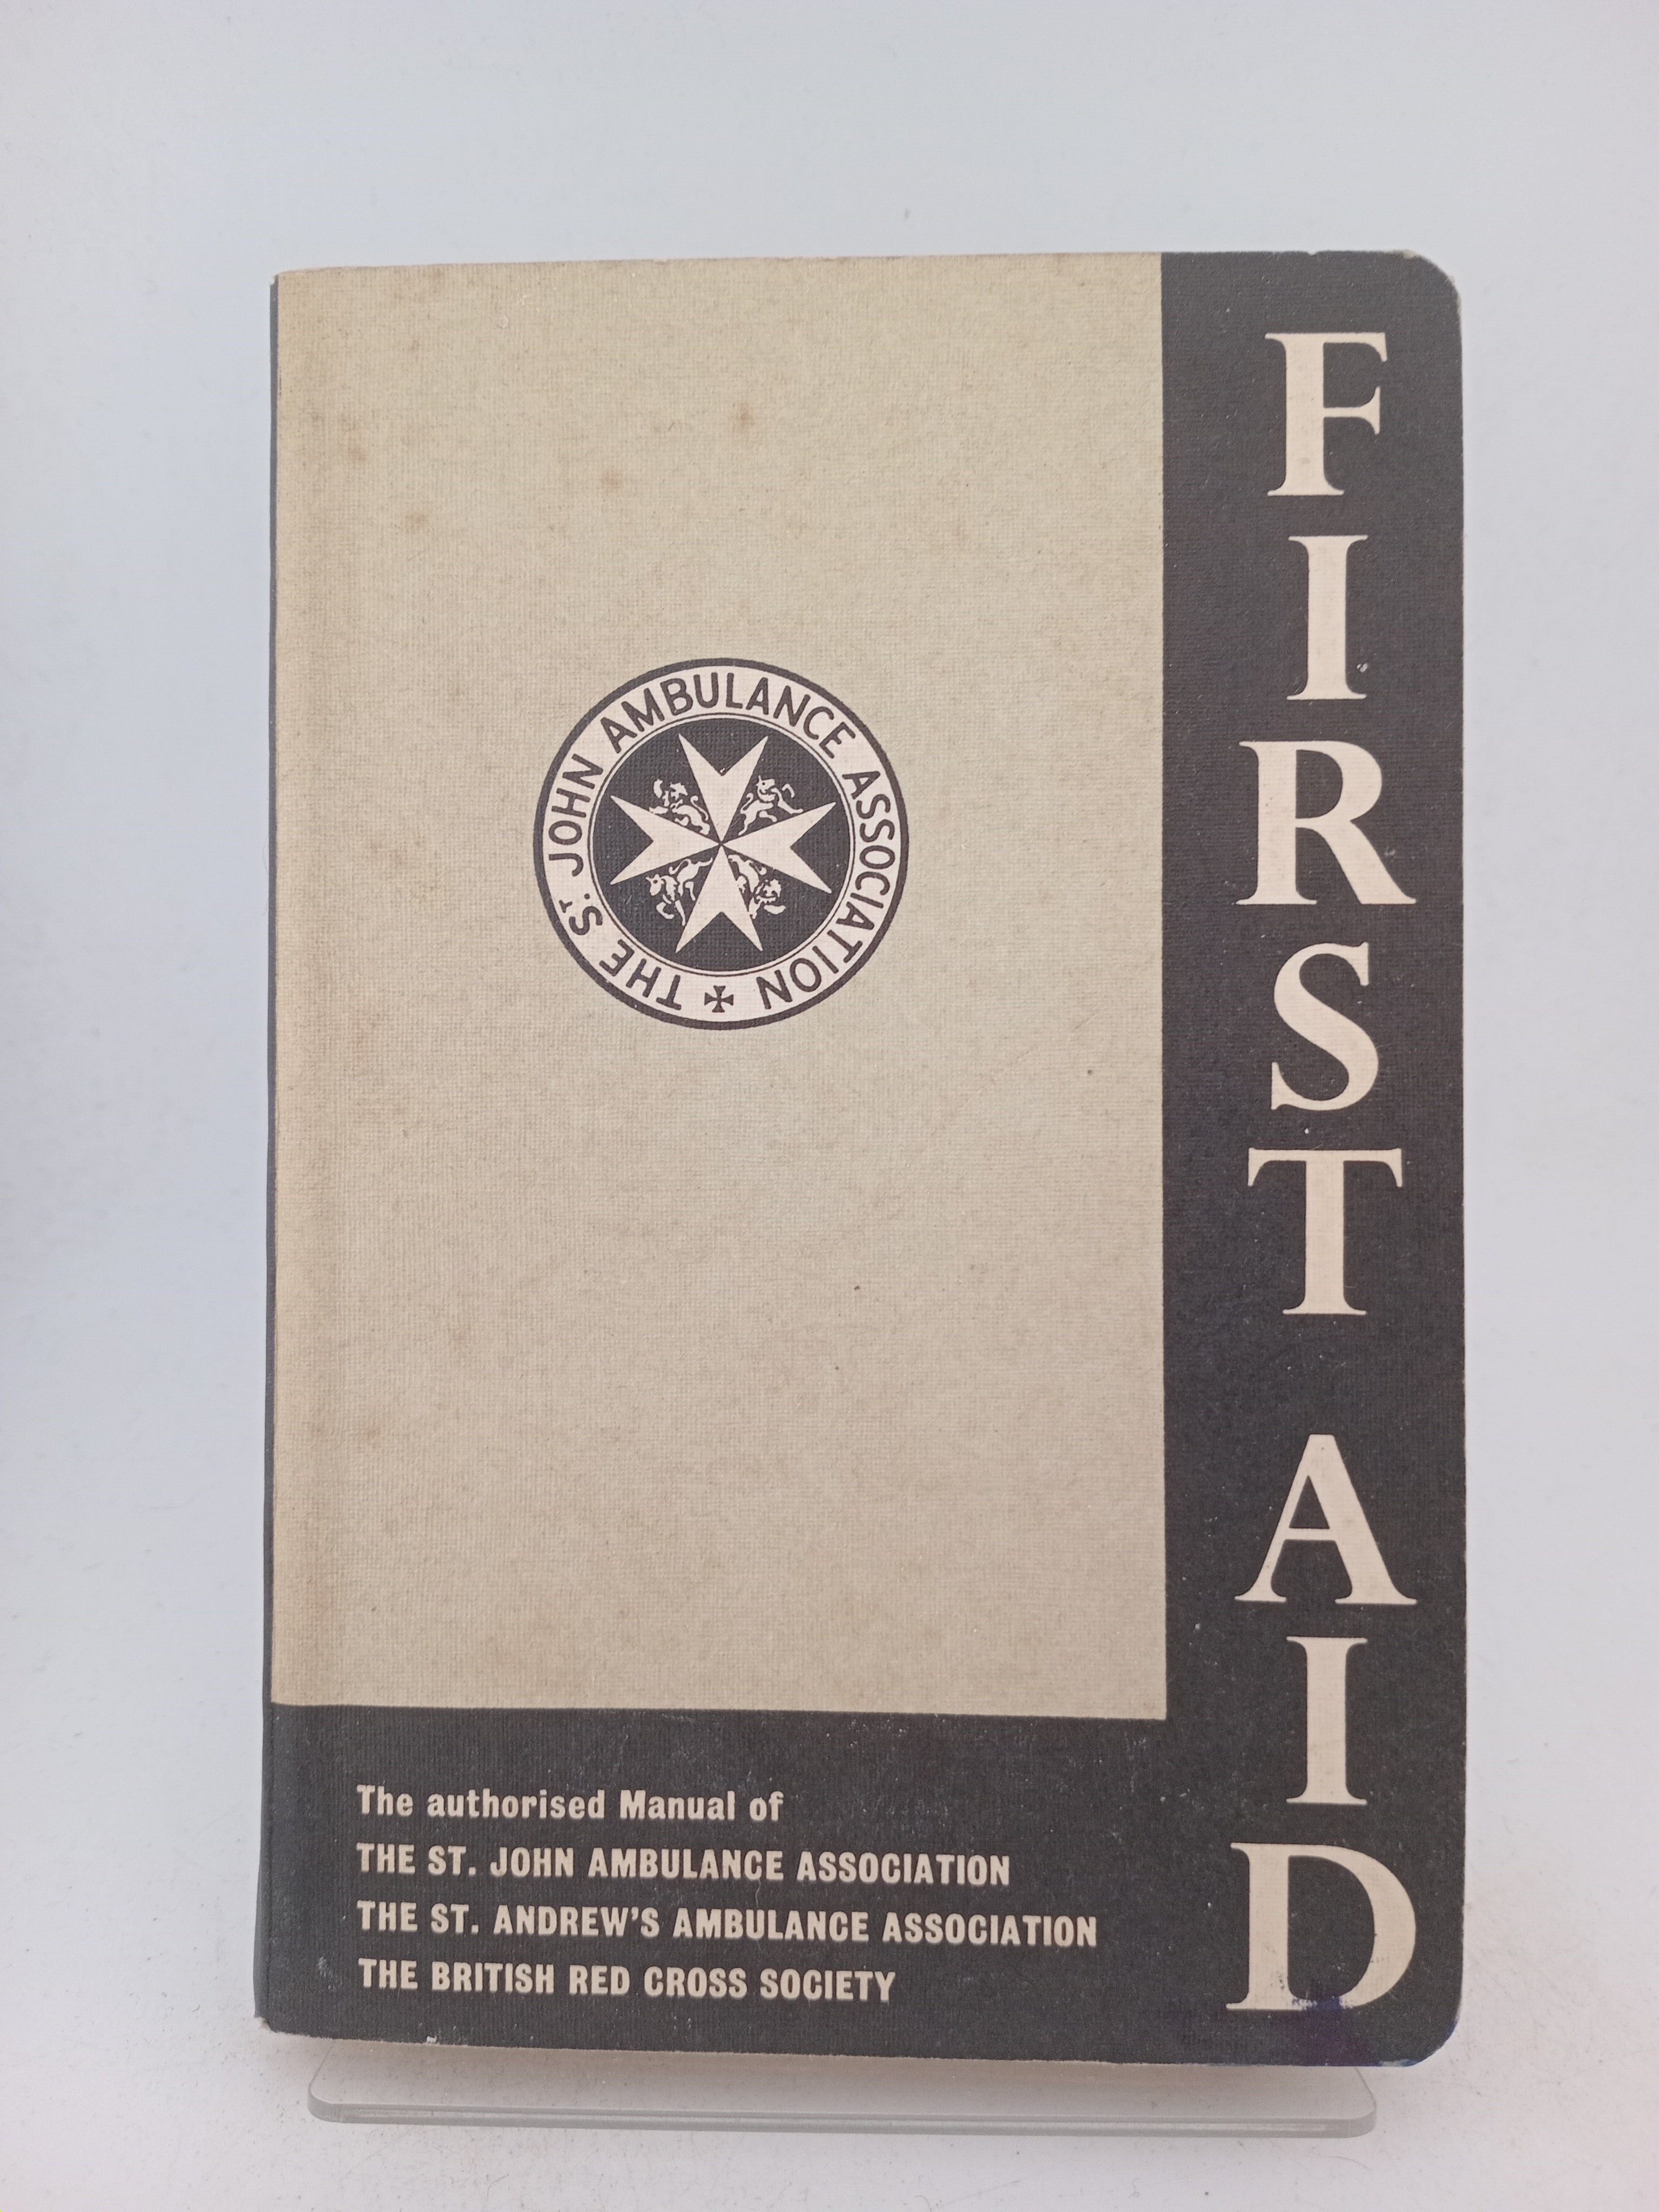 FIRST AID
THE ST. JOHN AMBULANCE ASSOCIATION
The authorised Manual of
THE ST. JOHN AMBULANCE ASSOCIATION
THE ST. ANDREW'S AMBULANCE ASSOCIATION
THE BRITISH RED CROSS SOCIETY